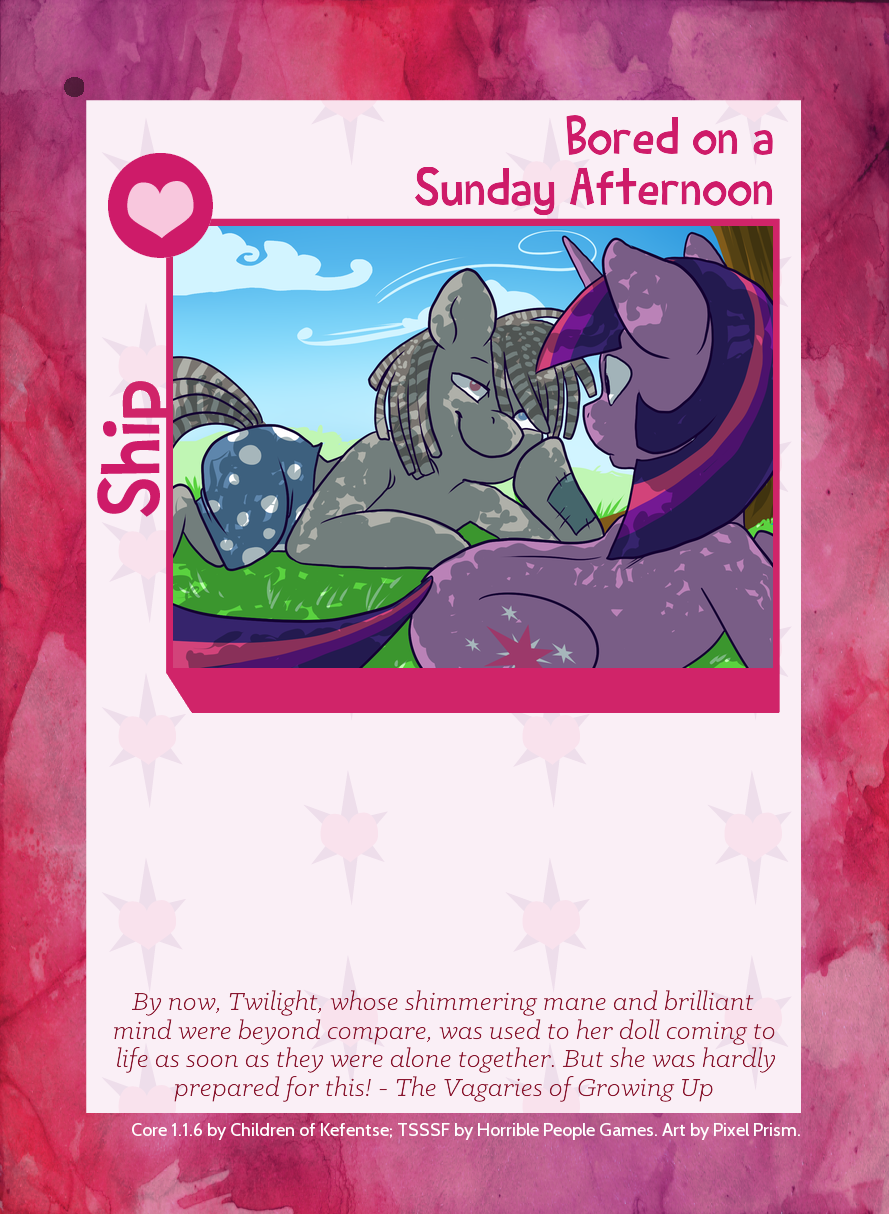 Bored on a
Sunday Afternoon
Ship
By now, Twilight, whose shimmering mane and brilliant
mind were beyond compare, was used to her doll coming to
life as soon as they were alone together. But she was hardly
prepared for this! - The Vagaries of Growing Up
Core 1.1.6 by Children of Kefentse; TSSSF by Horrible People Games. Art by Pixel Prism.